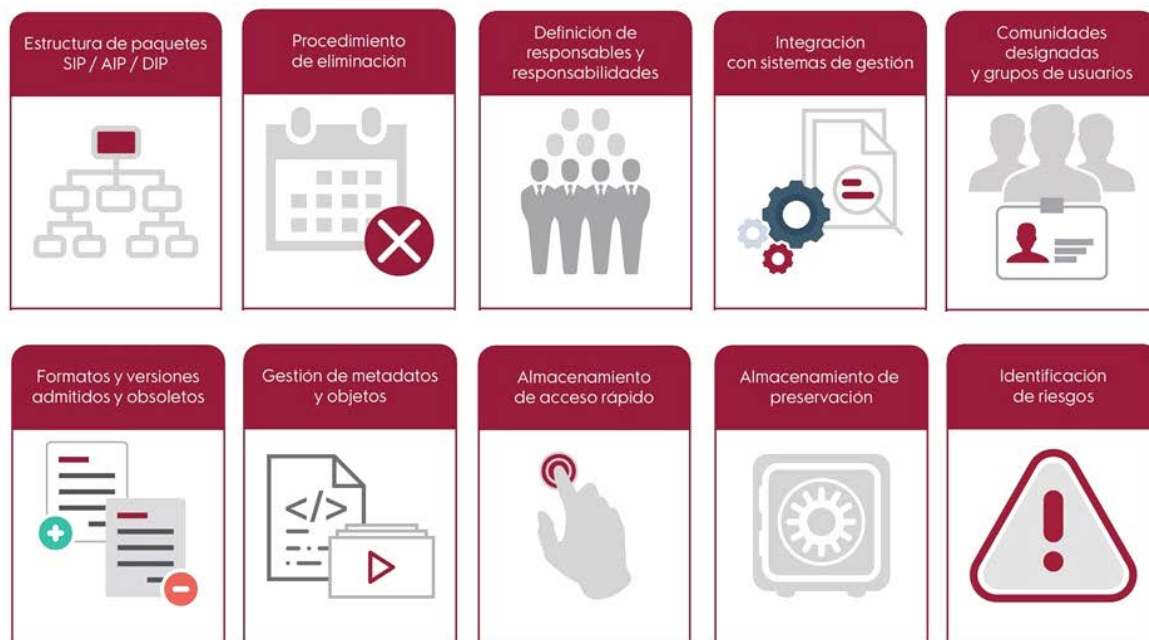 Estructura de paquetes
SIP / AIP / DIP
Procedimiento
de eliminación
Definición de
responsables y
responsabilidades
Integración
con sistemas de gestión
Comunidades
designadas
y grupos de usuarios
Formatos y versiones
admitidos y obsoletos
Gestión de metadatos
y objetos
</>
Almacenamiento
de acceso rápido
Almacenamiento de
preservación
Identificación
de riesgos